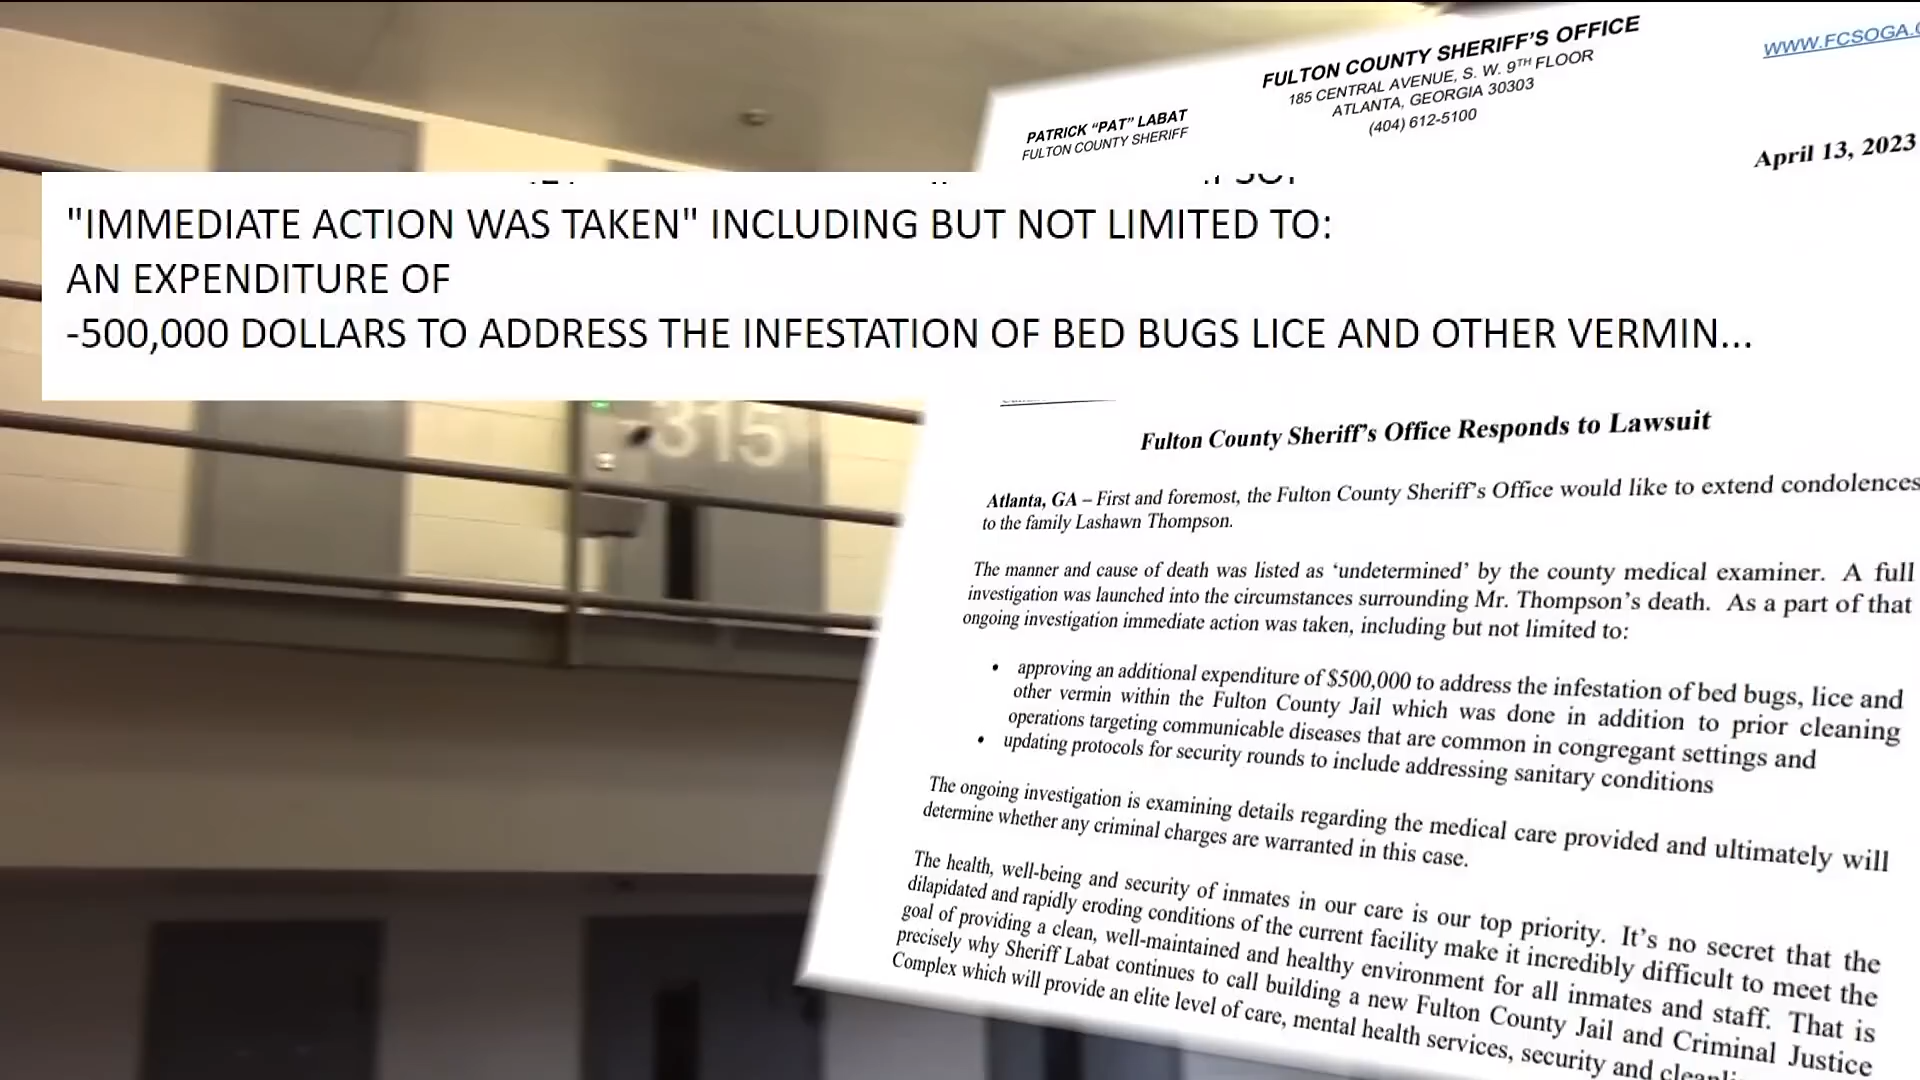 FULTON COUNTY SHERIFF'S OFFICE
185 CENTRAL AVENUE, S. W. 9TH FLOOR
ATLANTA, GEORGIA 30303
(404) 612-5100
WWW.FCSOGA.
PATRICK “PAT” LABAT
FULTON COUNTY SHERIFF
April 13, 2023
"IMMEDIATE ACTION WAS TAKEN" INCLUDING BUT NOT LIMITED TO:
AN EXPENDITURE OF
-500,000 DOLLARS TO ADDRESS THE INFESTATION OF BED BUGS LICE AND OTHER VERMIN...
315
Fulton County Sheriff's Office Responds to Lawsuit
Atlanta, GA – First and foremost, the Fulton County Sheriff's Office would like to extend condolences
to the family Lashawn Thompson.
The manner and cause of death was listed as ‘undetermined’ by the county medical examiner. A full
investigation was launched into the circumstances surrounding Mr. Thompson's death. As a part of that
ongoing investigation immediate action was taken, including but not limited to:
• approving an additional expenditure of $500,000 to address the infestation of bed bugs, lice and
other vermin within the Fulton County Jail which was done in addition to prior cleaning
operations targeting communicable diseases that are common in congregant settings and
• updating protocols for security rounds to include addressing sanitary conditions
The ongoing investigation is examining details regarding the medical care provided and ultimately will
determine whether any criminal charges are warranted in this case.
The health, well-being and security of inmates in our care is our top priority. It's no secret that the
dilapidated and rapidly eroding conditions of the current facility make it incredibly difficult to meet the
goal of providing a clean, well-maintained and healthy environment for all inmates and staff. That is
precisely why Sheriff Labat continues to call building a new Fulton County Jail and Criminal Justice
Complex which will provide an elite level of care, mental health services, security and